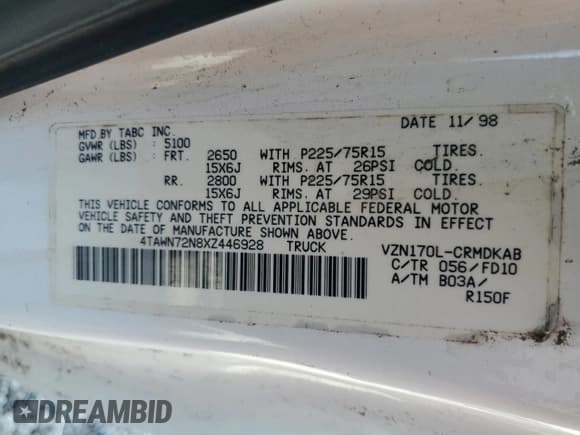 MFD BY TABC INC. DATE 11/98
GVWR (LBS) : 5100
GAWR (LBS) : FRT. 2650 WITH P225/75R15 TIRES.
15X6J RIMS. AT 26PSI COLD.
RR. 2800 WITH P225/75R15 TIRES.
15X6J RIMS. AT 29PSI COLD.
THIS VEHICLE CONFORMS TO ALL APPLICABLE FEDERAL MOTOR
VEHICLE SAFETY AND THEFT PREVENTION STANDARDS IN EFFECT
ON THE DATE OF MANUFACTURE SHOWN ABOVE.
4TAWN72N8XZ446928 TRUCK VZN170L-CRMDKAB
C/TR 056/FD10
A/TM B03A/
R150F
DREAMBID